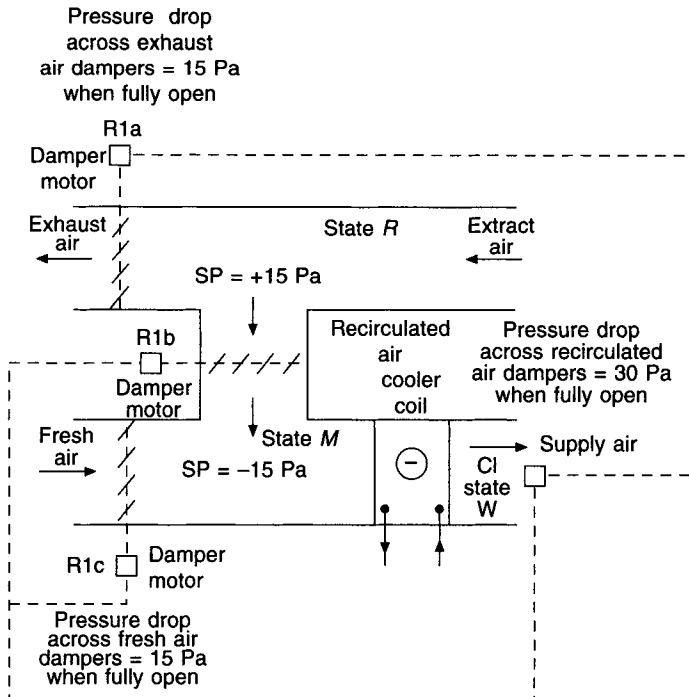 Pressure drop
across exhaust
air dampers = 15 Pa
when fully open
R1a
Damper
motor
Exhaust
air
State R
Extract
air
SP = +15 Pa
R1b
Damper
motor
Recirculated
air
cooler
coil
Pressure drop
across recirculated
air dampers = 30 Pa
when fully open
Fresh
air
State M
SP = −15 Pa
−
Supply air
Cl
state
W
R1c
Damper
motor
Pressure drop
across fresh air
dampers = 15 Pa
when fully open